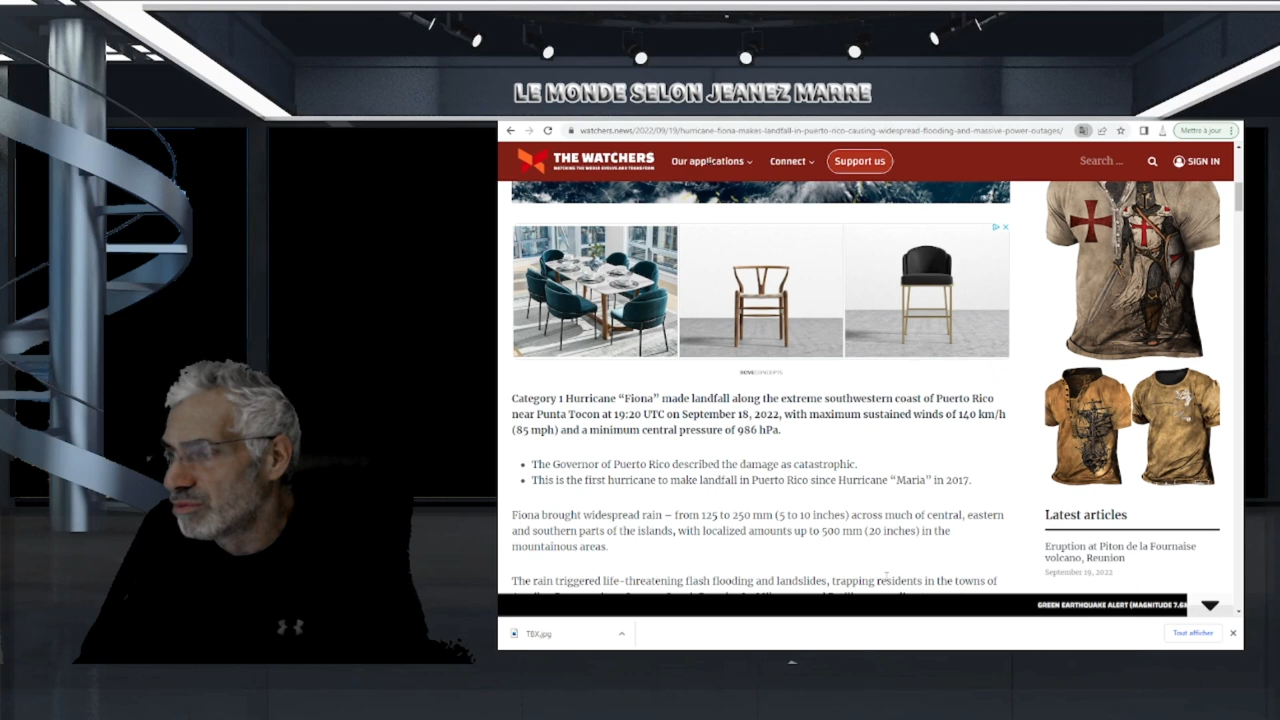 LE MONDE SELON JEANEZ MARRE
watchers.news/2022/09/19/hurricane-fiona-makes-landfall-in-puerto-rico-causing-widespread-flooding-and-massive-power-outages/
Mettre à jour
THE WATCHERS
WATCHING THE WORLD EVOLVE AND TRANSFORM
Our applications
Connect
Support us
Search ...
SIGN IN
Category 1 Hurricane “Fiona” made landfall along the extreme southwestern coast of Puerto Rico
near Punta Tocon at 19:20 UTC on September 18, 2022, with maximum sustained winds of 140 km/h
(85 mph) and a minimum central pressure of 986 hPa.
• The Governor of Puerto Rico described the damage as catastrophic.
• This is the first hurricane to make landfall in Puerto Rico since Hurricane “Maria” in 2017.
Fiona brought widespread rain – from 125 to 250 mm (5 to 10 inches) across much of central, eastern
and southern parts of the islands, with localized amounts up to 500 mm (20 inches) in the
mountainous areas.
The rain triggered life-threatening flash flooding and landslides, trapping residents in the towns of
Latest articles
Eruption at Piton de la Fournaise
volcano, Reunion
September 19, 2022
GREEN EARTHQUAKE ALERT (MAGNITUDE 7.6
TBX.jpg
Tout afficher